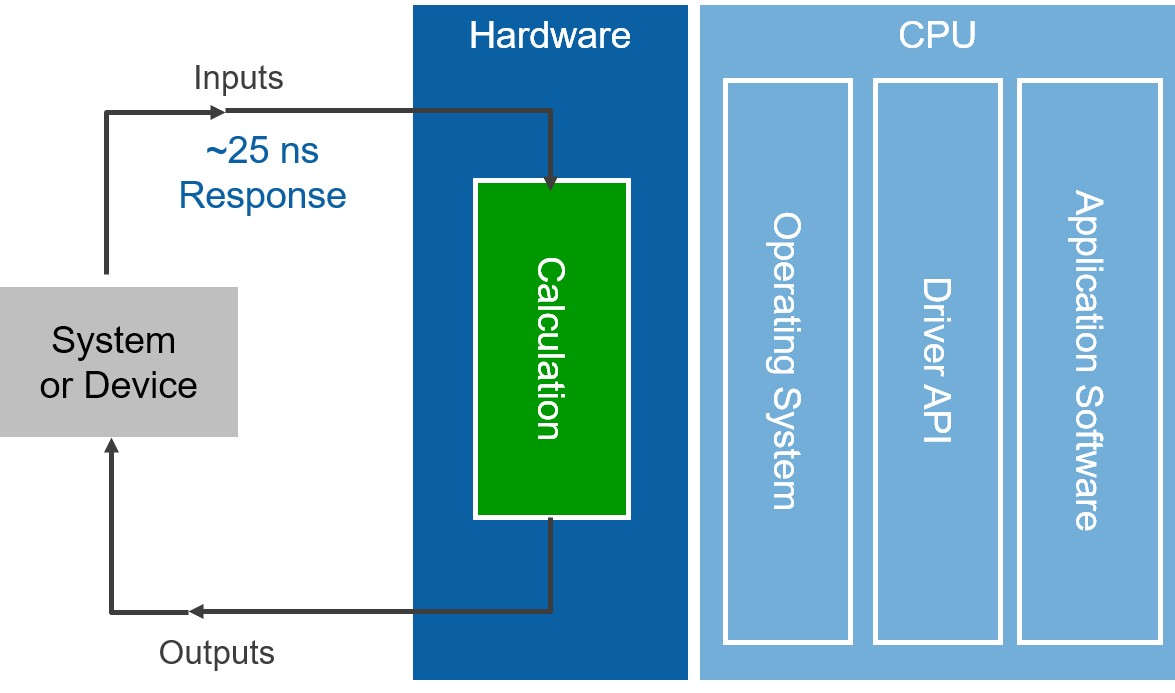 Hardware
CPU
Inputs
~25 ns
Response
System
or Device
Calculation
Operating System
Driver API
Application Software
Outputs